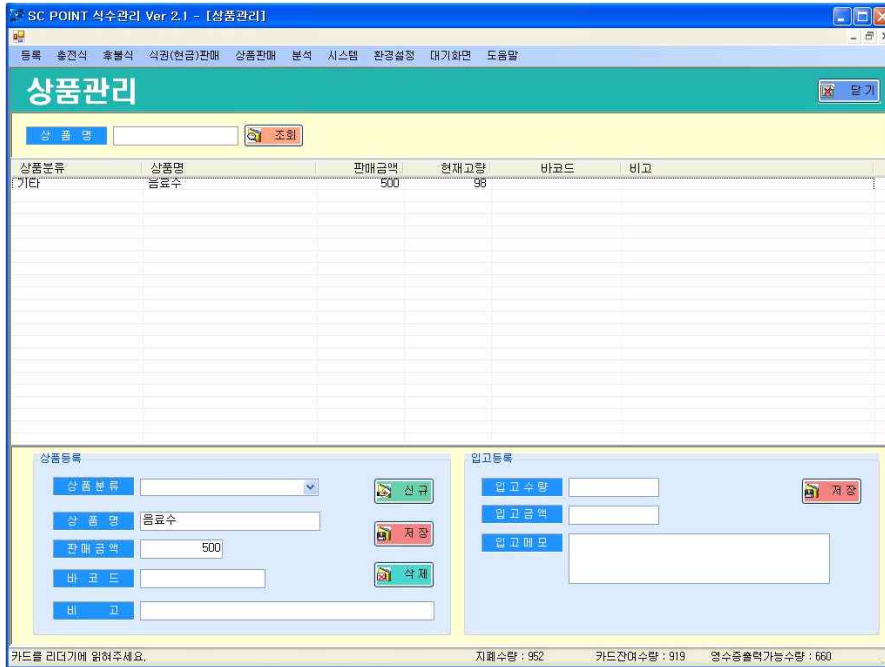 SC POINT 식수관리 Ver 2.1 - [상품관리]
등록 충전식 후불식 식권(현금)판매 상품판매 분석 시스템 환경설정 대기화면 도움말
상품관리
닫기
상 품 명
조회
상품분류 상품명 판매금액 현재고량 바코드 비고
기타 음료수 500 98
상품등록
상품분류
신규
상 품 명 음료수
저장
판매금액 500
바 코 드
삭제
비 고
입고등록
입고수량
저장
입고금액
입고메모
카드를 리더기에 읽혀주세요. 지폐수량 : 952 카드잔여수량 : 919 영수증출력가능수량 : 660